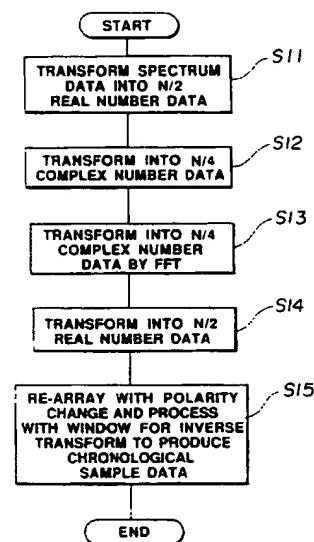 START
S11
TRANSFORM SPECTRUM
DATA INTO N/2
REAL NUMBER DATA
S12
TRANSFORM INTO N/4
COMPLEX NUMBER DATA
S13
TRANSFORM INTO N/4
COMPLEX NUMBER
DATA BY FFT
S14
TRANSFORM INTO N/2
REAL NUMBER DATA
S15
RE-ARRAY WITH POLARITY
CHANGE AND PROCESS
WITH WINDOW FOR INVERSE
TRANSFORM TO PRODUCE
CHRONOLOGICAL
SAMPLE DATA
END